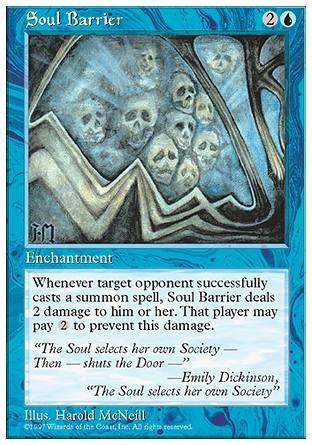 Soul Barrier 2
HM
Enchantment
Whenever target opponent successfully
casts a summon spell, Soul Barrier deals
2 damage to him or her. That player may
pay 2 to prevent this damage.
"The Soul selects her own Society —
Then — shuts the Door —"
—Emily Dickinson,
"The Soul selects her own Society"
Illus. Harold McNeill
©1997 Wizards of the Coast, Inc. All rights reserved.